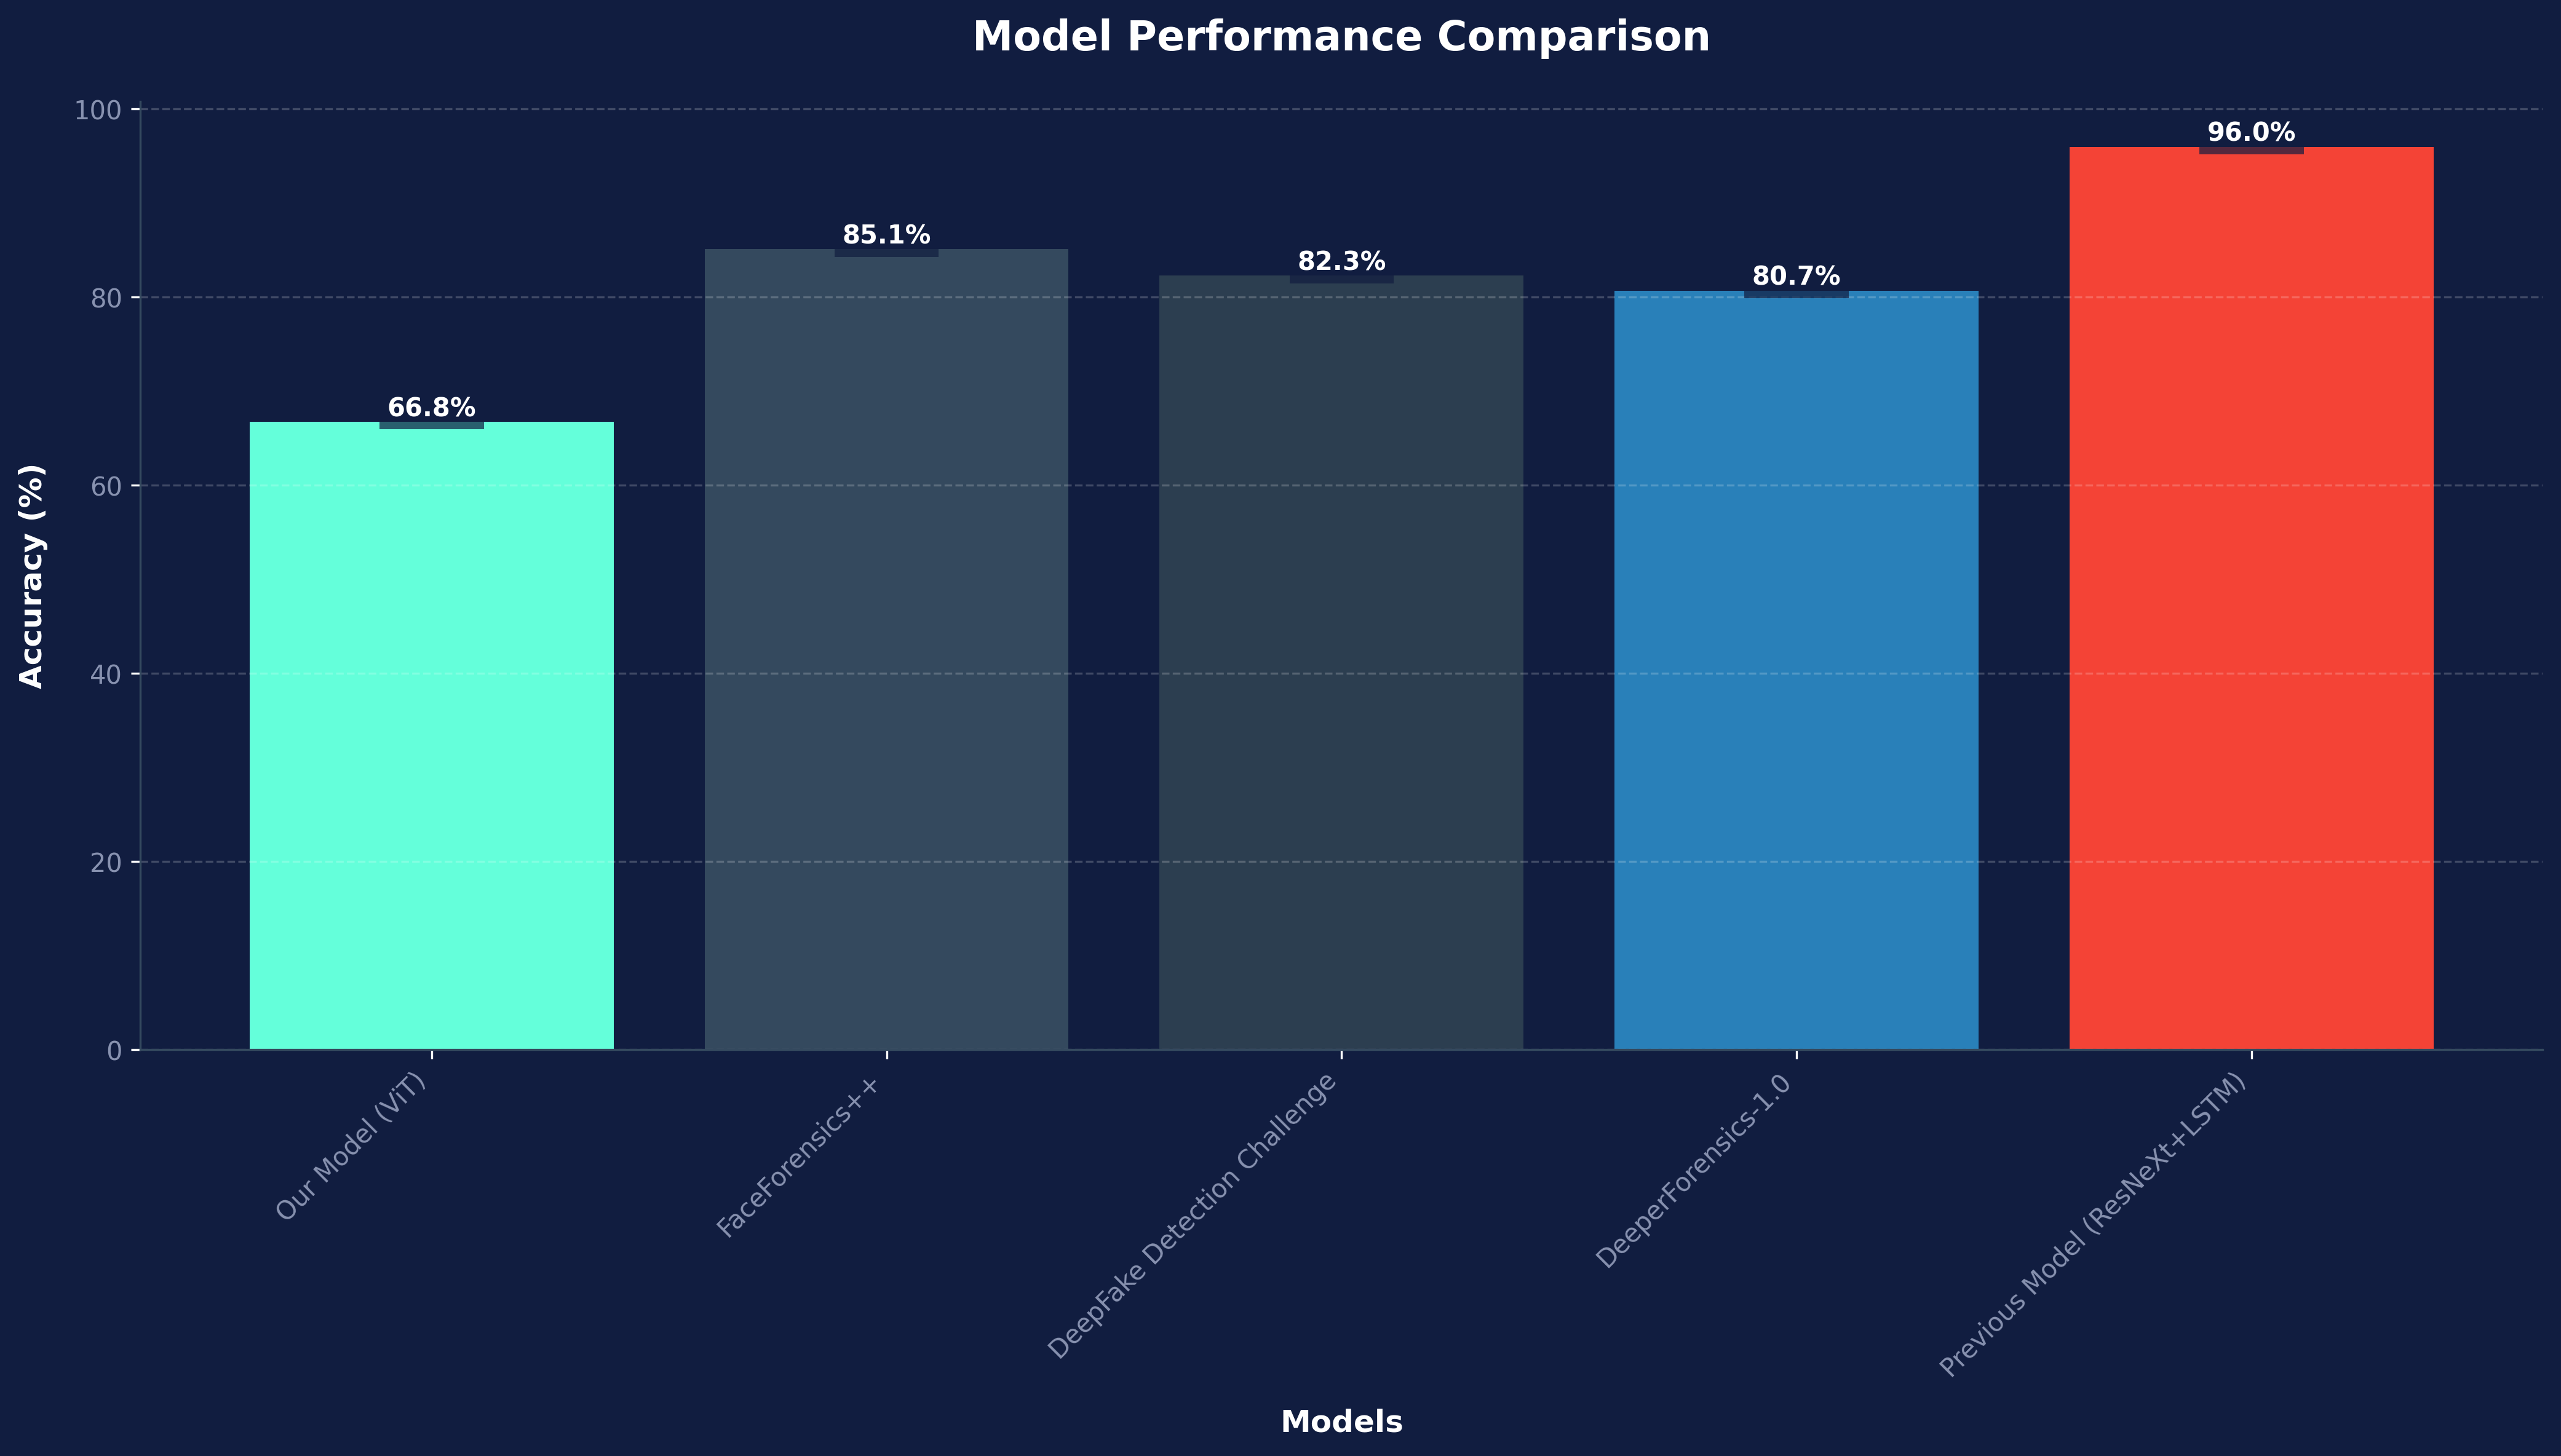 Model Performance Comparison
Accuracy (%)
100
80
60
40
20
0
66.8%
85.1%
82.3%
80.7%
96.0%
Our Model (ViT)
FaceForensics++
DeepFake Detection Challenge
DeeperForensics-1.0
Previous Model (ResNeXt+LSTM)
Models